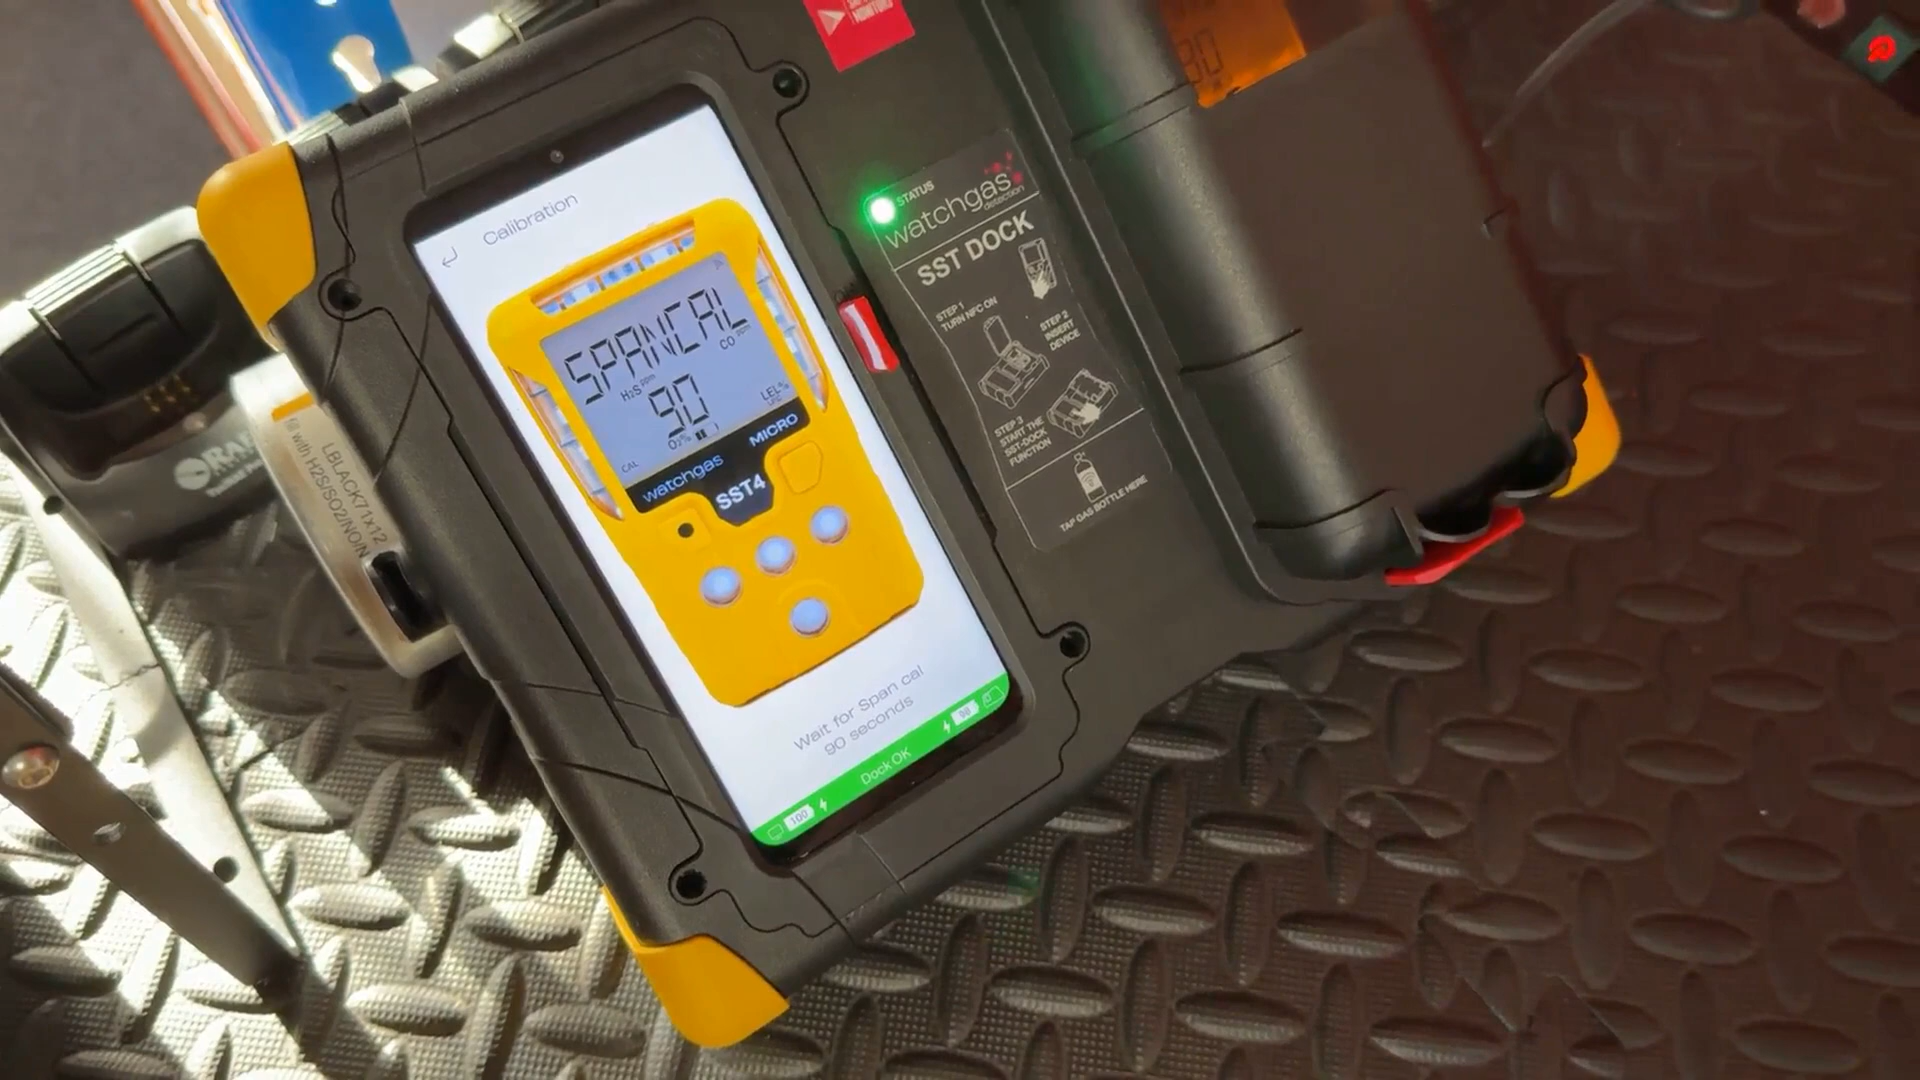 Calibration
SPANCAL
CO ppm
H2S ppm
90
LEL%
O2%
CAL
watchgas
MICRO
SST4
Wait for Span cal
90 seconds
Dock OK
100
98
STATUS
watchgas
detection
SST DOCK
STEP 1
TURN NFC ON
STEP 2
INSERT
DEVICE
STEP 3
START THE
SST-DOCK
FUNCTION
TAP GAS BOTTLE HERE
MONITORS
LBLACK71x12
with H2S/SO2/NO/N